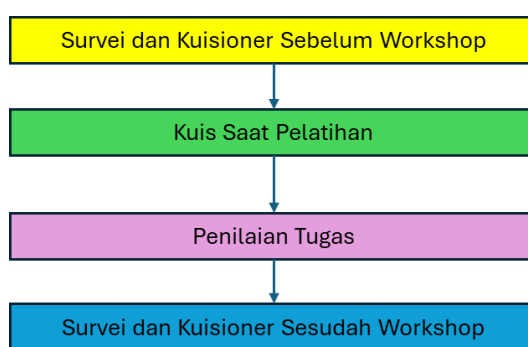 Survei dan Kuisioner Sebelum Workshop
Kuis Saat Pelatihan
Penilaian Tugas
Survei dan Kuisioner Sesudah Workshop